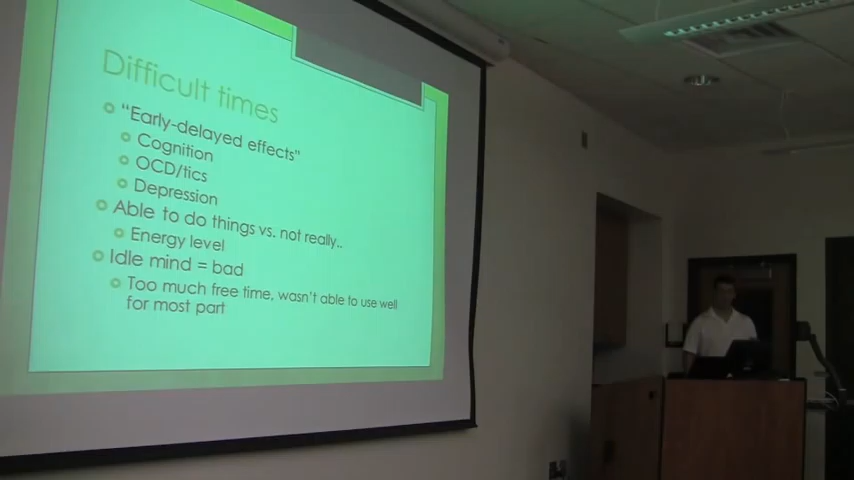 Difficult times
"Early-delayed effects"
Cognition
OCD/tics
Depression
Able to do things vs. not really..
Energy level
Idle mind = bad
Too much free time, wasn't able to use well
for most part